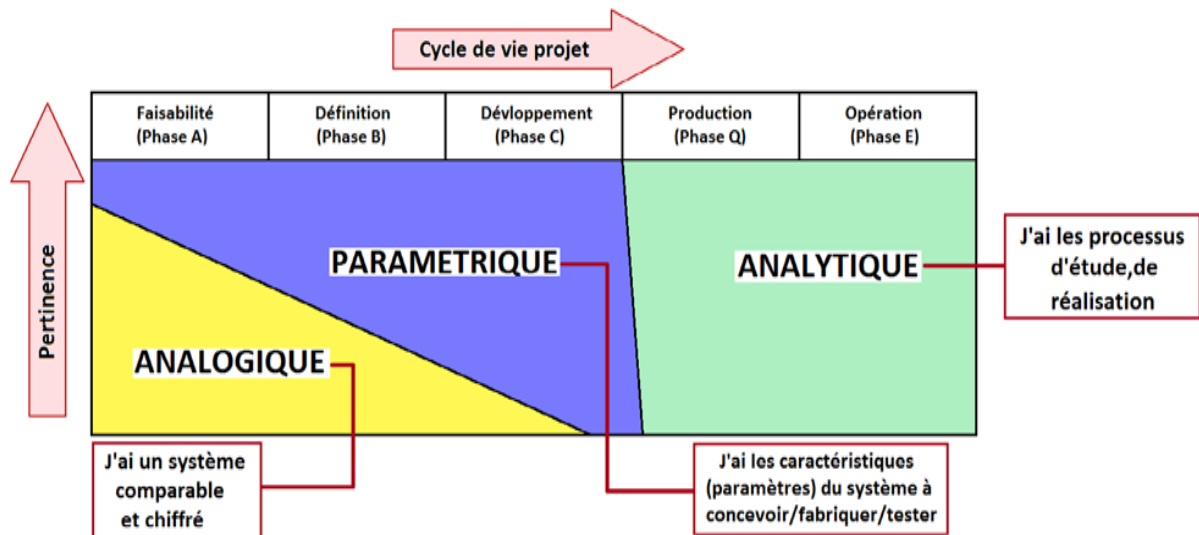 Cycle de vie projet
Faisabilité
(Phase A)
Définition
(Phase B)
Dévloppement
(Phase C)
Production
(Phase Q)
Opération
(Phase E)
Pertinence
PARAMETRIQUE
ANALYTIQUE
ANALOGIQUE
J'ai les processus
d'étude,de
réalisation
J'ai un système
comparable
et chiffré
J'ai les caractéristiques
(paramètres) du système à
concevoir/fabriquer/tester